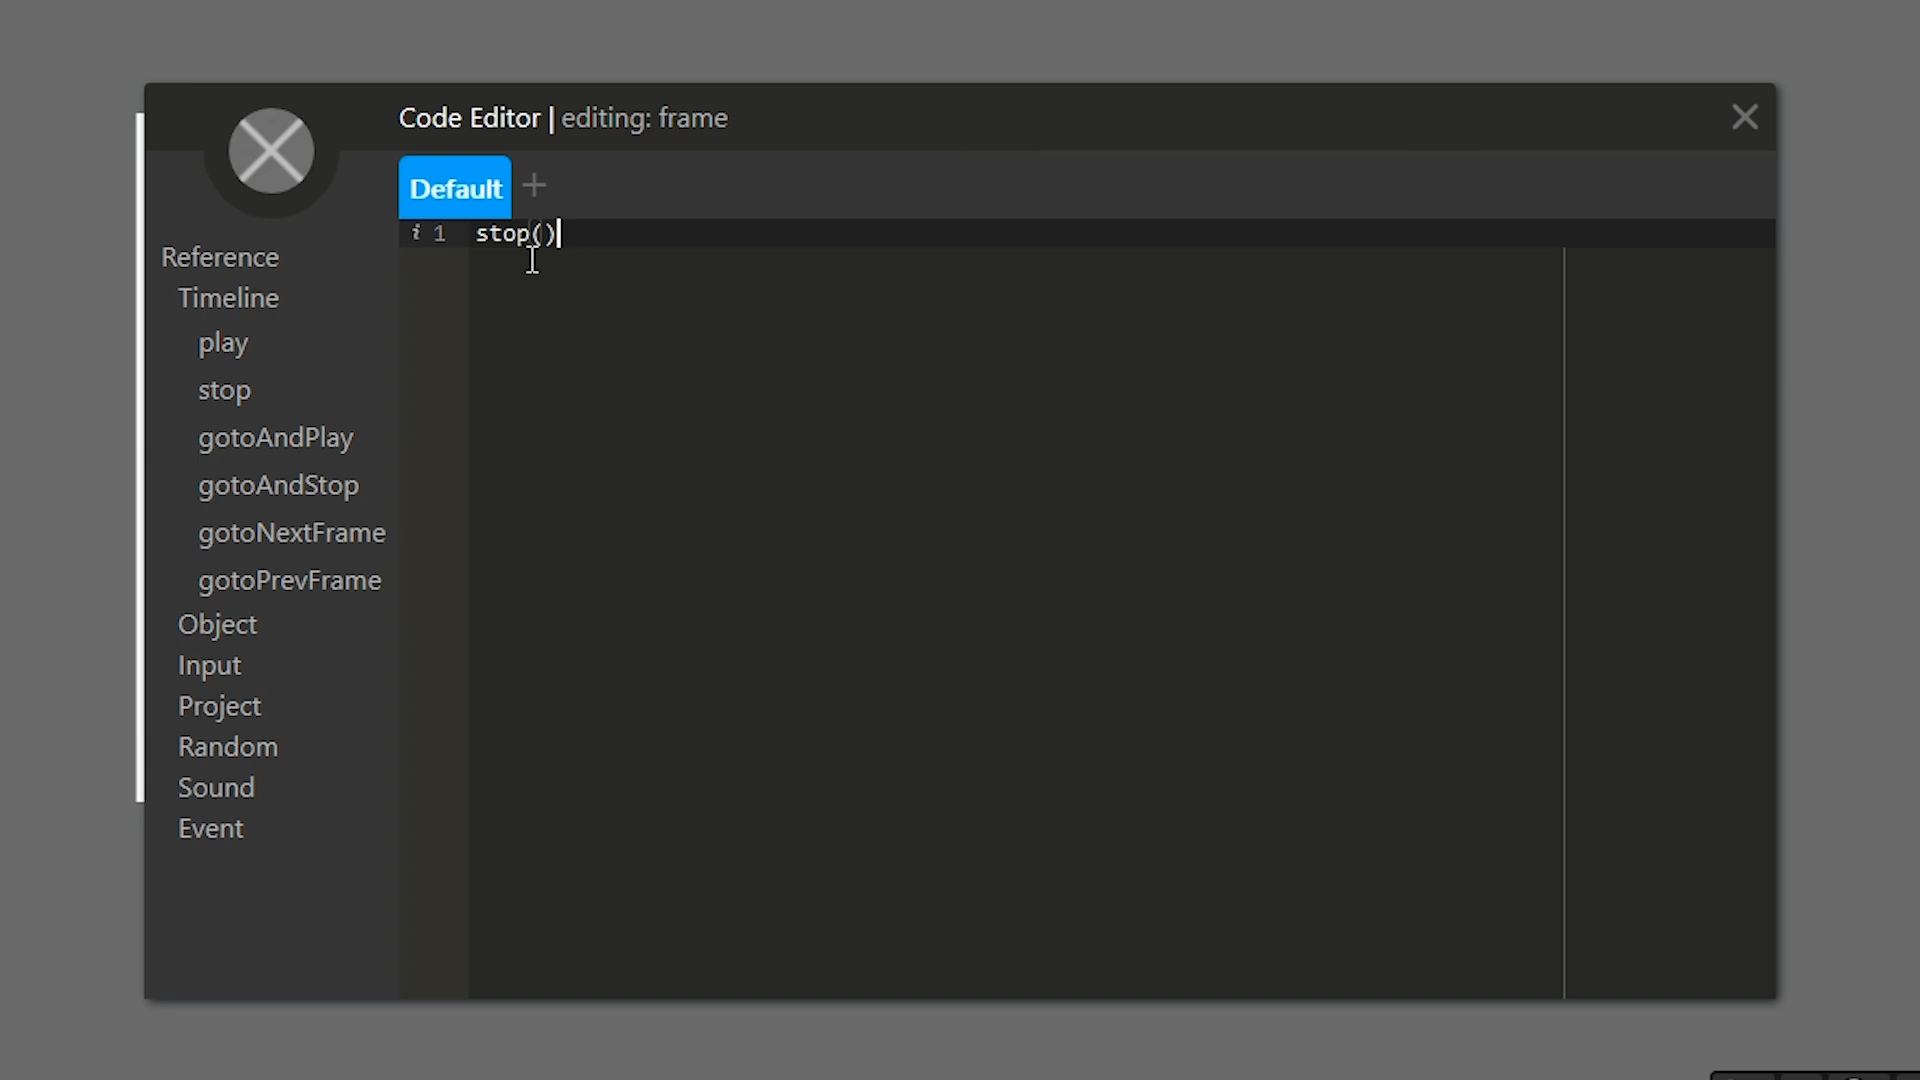 Code Editor | editing: frame
Default +
i 1 stop()
Reference
Timeline
play
stop
gotoAndPlay
gotoAndStop
gotoNextFrame
gotoPrevFrame
Object
Input
Project
Random
Sound
Event